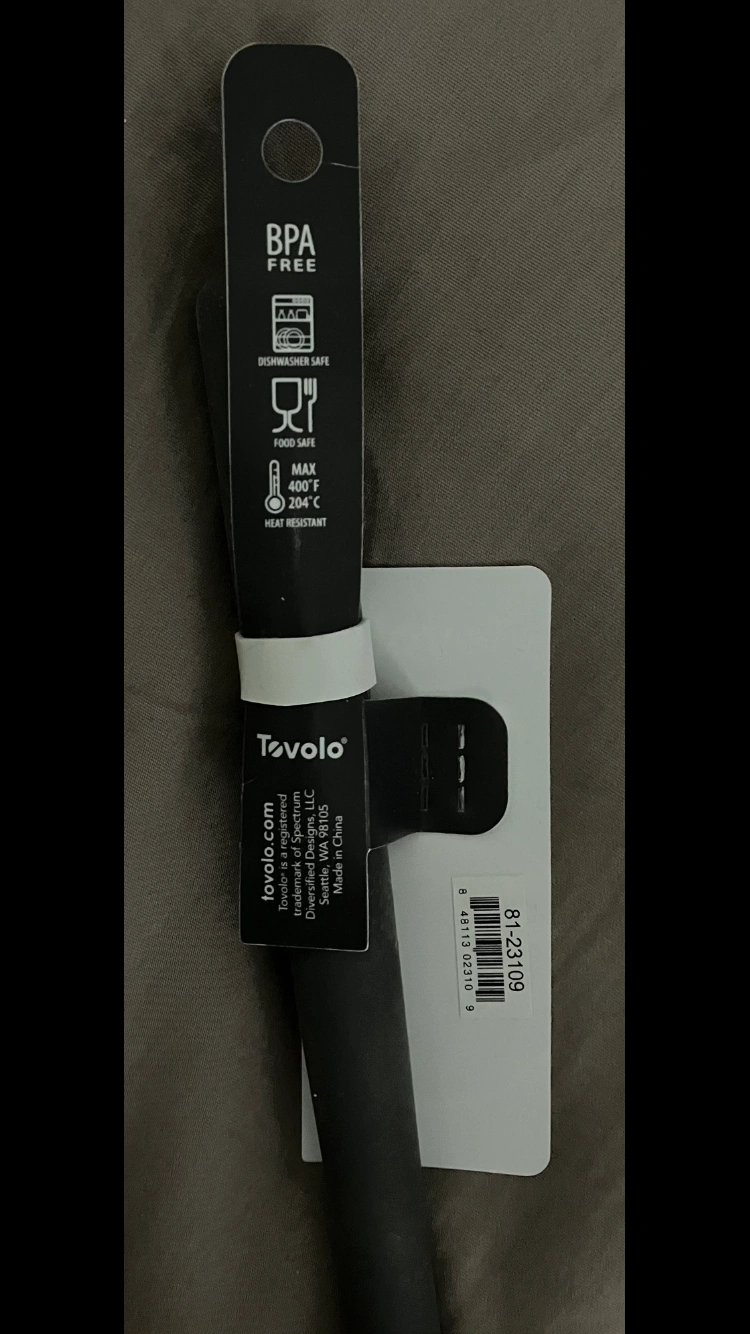 BPA
FREE
DISHWASHER SAFE
FOOD SAFE
MAX
400°F
204°C
HEAT RESISTANT
Tovolo®
tovolo.com
Tovolo® is a registered
trademark of Spectrum
Diversified Designs, LLC
Seattle, WA 98105
Made in China
81-23109
8 48113 02310 9